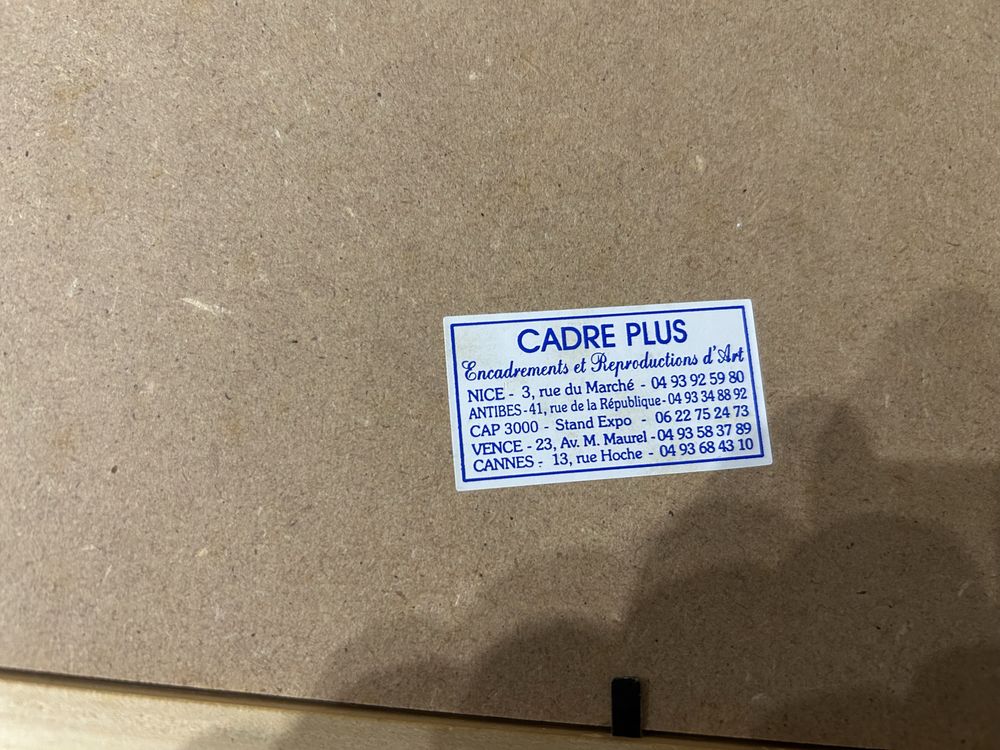 CADRE PLUS
Encadrements et Reproductions d'Art
NICE - 3, rue du Marché - 04 93 92 59 80
ANTIBES - 41, rue de la République - 04 93 34 88 92
CAP 3000 - Stand Expo - 06 22 75 24 73
VENCE - 23, Av. M. Maurel - 04 93 58 37 89
CANNES - 13, rue Hoche - 04 93 68 43 10